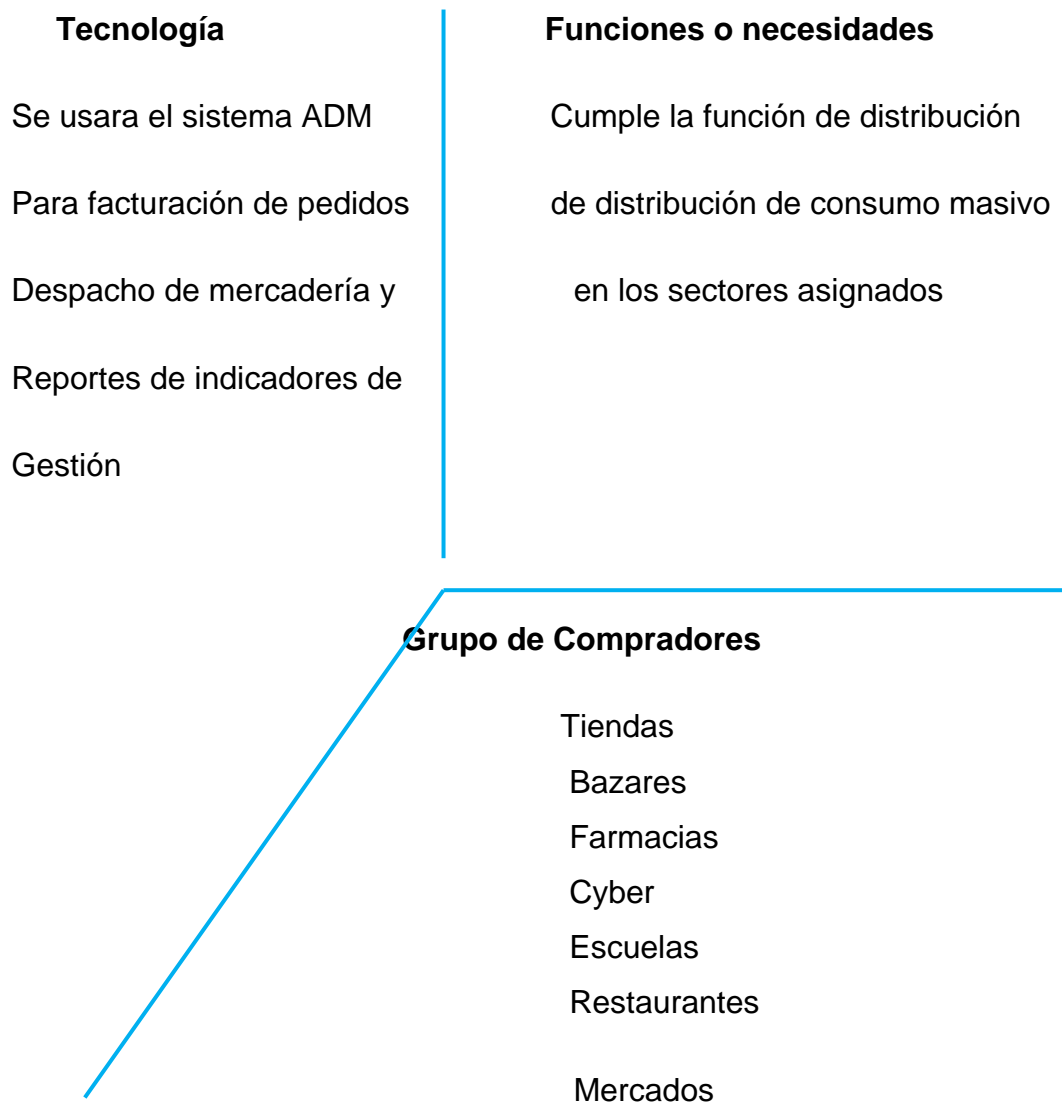 Tecnología
Se usara el sistema ADM
Para facturación de pedidos
Despacho de mercadería y
Reportes de indicadores de
Gestión
Funciones o necesidades
Cumple la función de distribución
de distribución de consumo masivo
en los sectores asignados
Grupo de Compradores
Tiendas
Bazares
Farmacias
Cyber
Escuelas
Restaurantes
Mercados